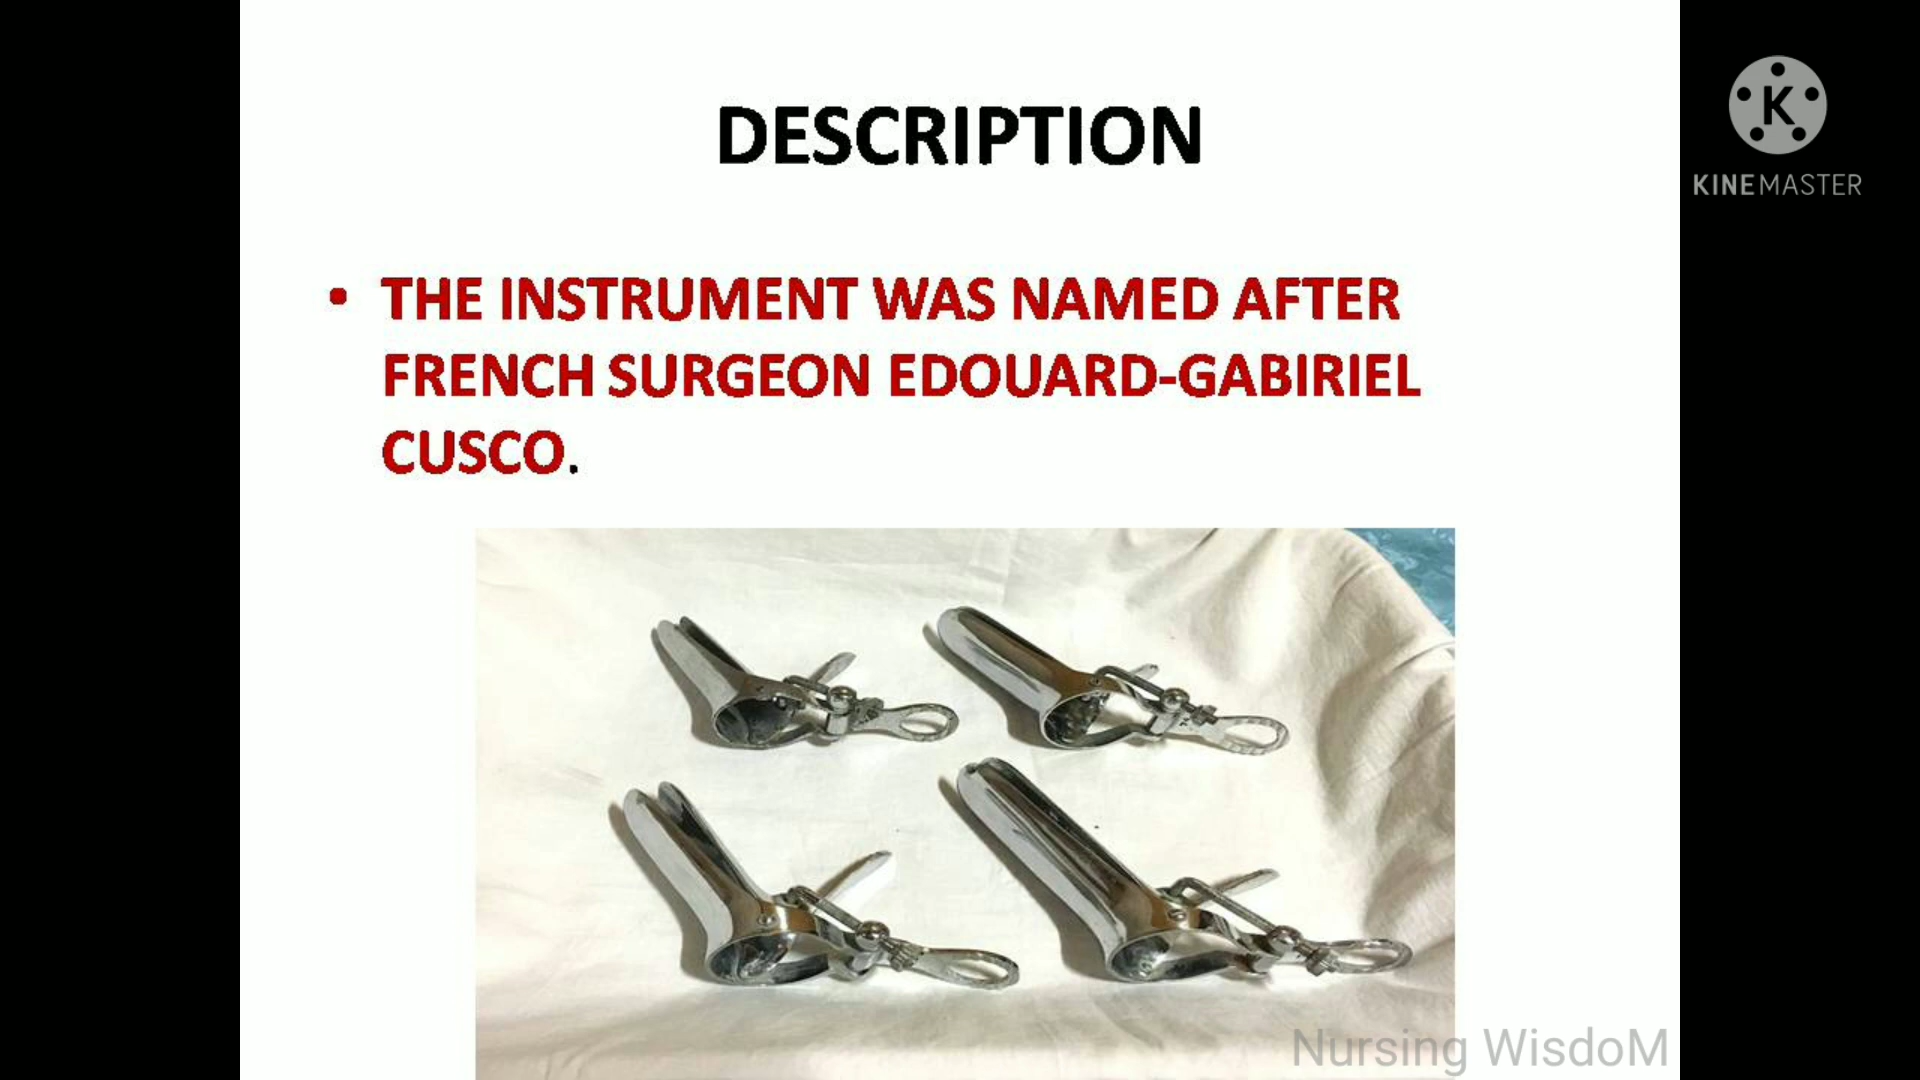 DESCRIPTION
• THE INSTRUMENT WAS NAMED AFTER
FRENCH SURGEON EDOUARD-GABIRIEL
CUSCO.
K
KINEMASTER
Nursing WisdoM